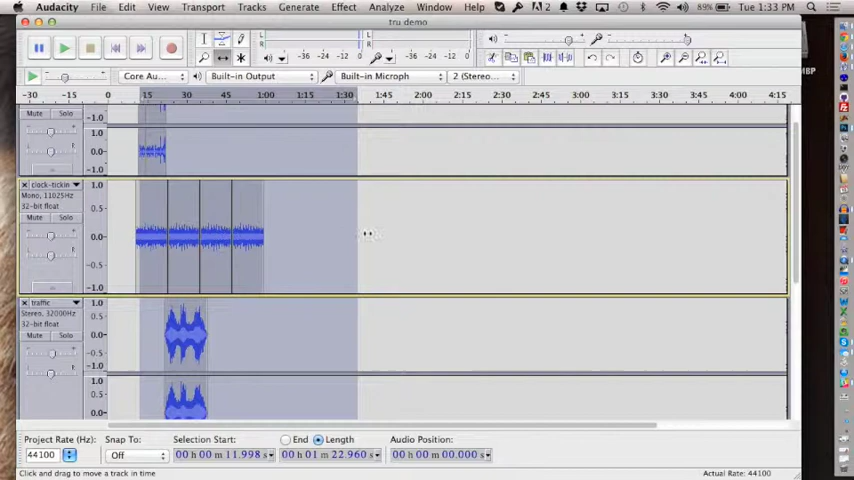 Audacity File Edit View Transport Tracks Generate Effect Analyze Window Help 2 89% Tue 1:33 PM
tru demo
L R -36 -24 -12 0 L R -36 -24 -12 0
Core Au... Built-in Output Built-in Microph 2 (Stereo...
-30 -15 0 15 30 45 1:00 1:15 1:30 1:45 2:00 2:15 2:30 2:45 3:00 3:15 3:30 3:45 4:00 4:15
MBP
Mute Solo
-1.0
L R
1.0
0.0
-1.0
clock-tickin
Mono, 11025Hz
32-bit float
Mute Solo
L R
1.0
0.5
0.0
-0.5
-1.0
traffic
Stereo, 32000Hz
32-bit float
Mute Solo
L R
1.0
0.5
0.0
-0.5
-1.0
1.0
0.5
0.0
Project Rate (Hz): Snap To: Selection Start: End Length Audio Position:
44100 Off 00 h 00 m 11.998 s 00 h 01 m 22.960 s 00 h 00 m 00.000 s
Click and drag to move a track in time Actual Rate: 44100